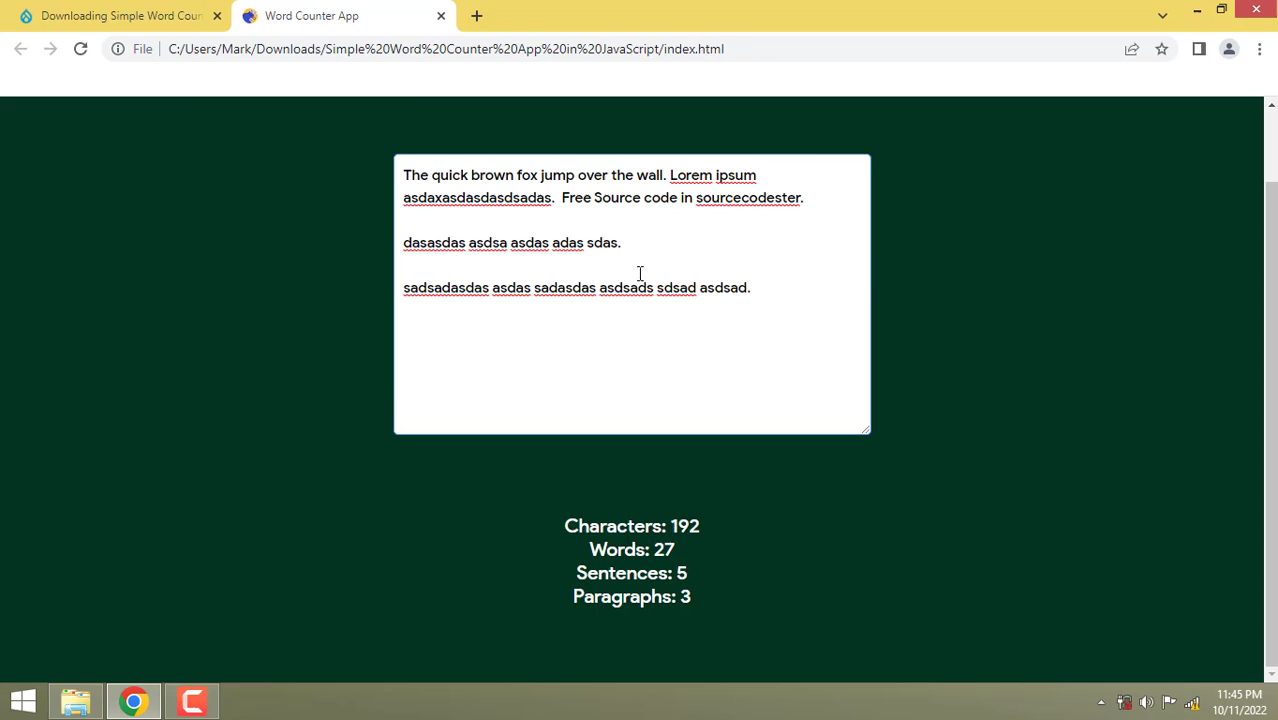 Downloading Simple Word Coun
Word Counter App
File
C:/Users/Mark/Downloads/Simple%20Word%20Counter%20App%20in%20JavaScript/index.html
The quick brown fox jump over the wall. Lorem ipsum
asdaxasdasdasdsadas.  Free Source code in sourcecodester.
dasasdas asdsa asdas adas sdas.
sadsadasdas asdas sadasdas asdsads sdsad asdsad.
Characters: 192
Words: 27
Sentences: 5
Paragraphs: 3
11:45 PM
10/11/2022